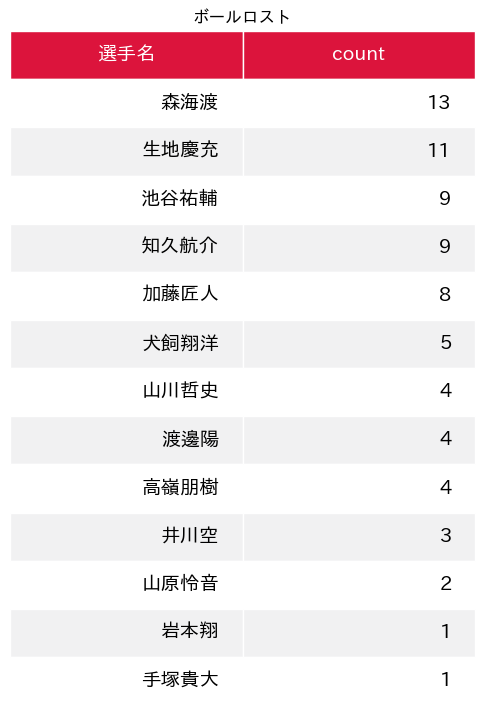 ボールロスト
選手名 count
森海渡 13
生地慶充 11
池谷祐輔 9
知久航介 9
加藤匠人 8
犬飼翔洋 5
山川哲史 4
渡邊陽 4
高嶺朋樹 4
井川空 3
山原怜音 2
岩本翔 1
手塚貴大 1